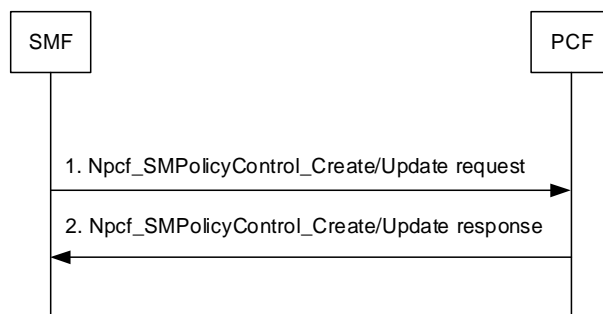 SMF
PCF
1. Npcf_SMPolicyControl_Create/Update request
2. Npcf_SMPolicyControl_Create/Update response